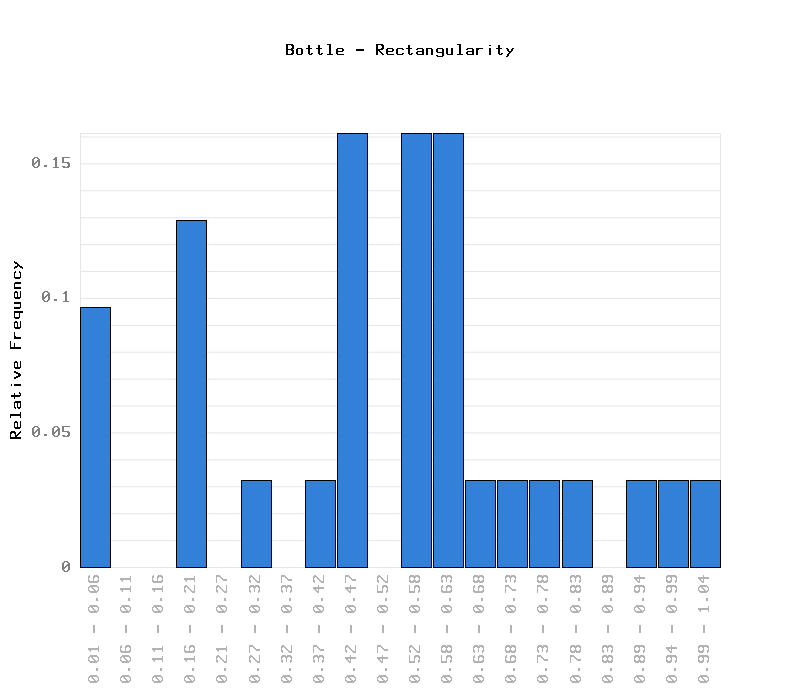 Bottle - Rectangularity
Relative Frequency
0.15
0.1
0.05
0
0.01 - 0.06
0.06 - 0.11
0.11 - 0.16
0.16 - 0.21
0.21 - 0.27
0.27 - 0.32
0.32 - 0.37
0.37 - 0.42
0.42 - 0.47
0.47 - 0.52
0.52 - 0.58
0.58 - 0.63
0.63 - 0.68
0.68 - 0.73
0.73 - 0.78
0.78 - 0.83
0.83 - 0.89
0.89 - 0.94
0.94 - 0.99
0.99 - 1.04